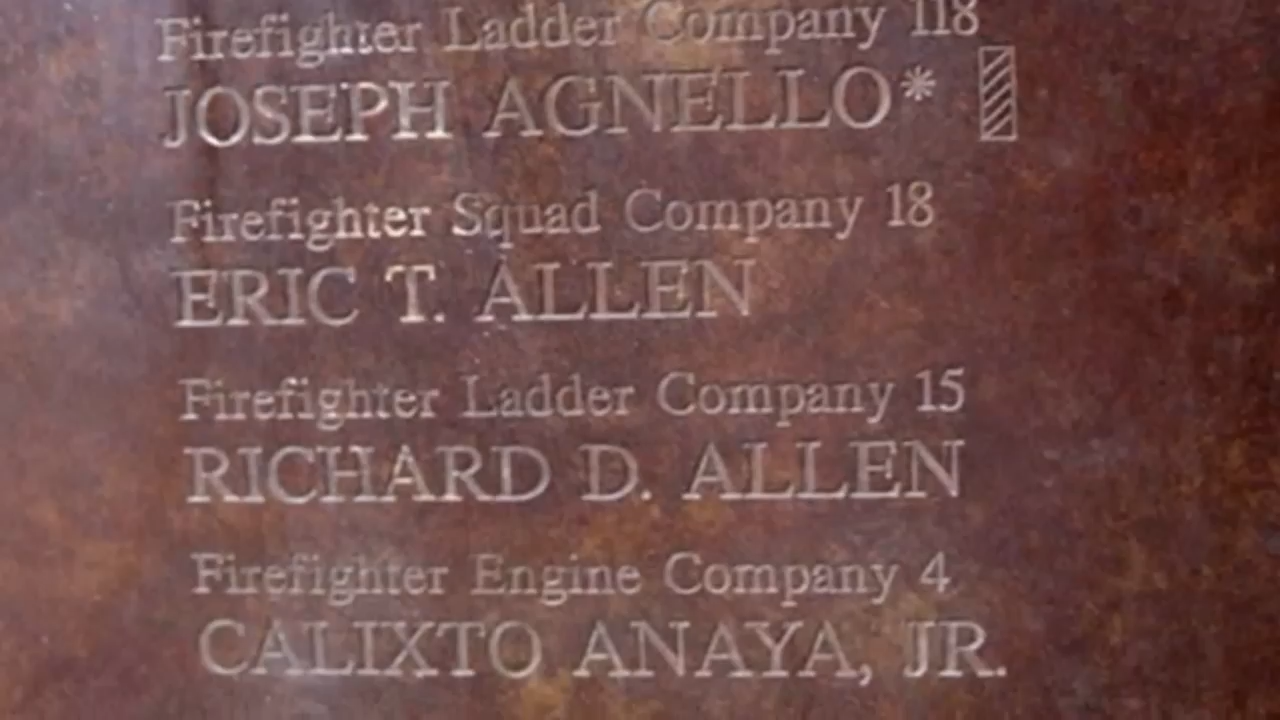 Firefighter Ladder Company 118
JOSEPH AGNELLO*
Firefighter Squad Company 18
ERIC T. ALLEN
Firefighter Ladder Company 15
RICHARD D. ALLEN
Firefighter Engine Company 4
CALIXTO ANAYA, JR.